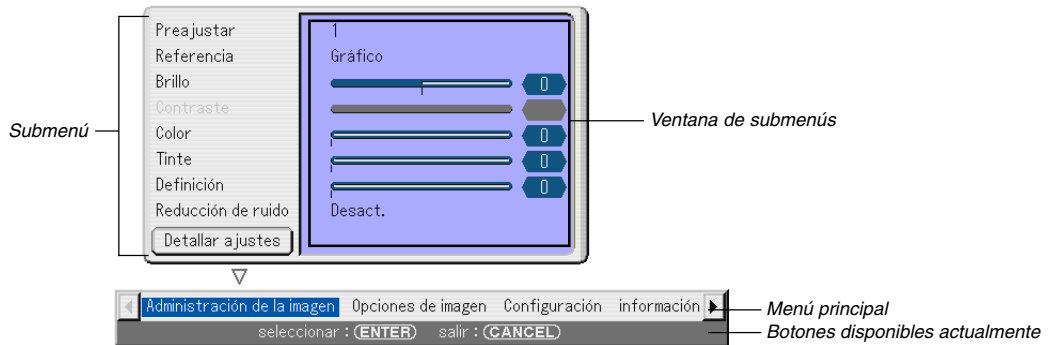 Preajustar 1
Referencia Gráfico
Brillo 0
Contraste
Color 0
Tinte 0
Definición 0
Reducción de ruido Desact.
Detallar ajustes
Submenú
Ventana de submenús
Administración de la imagen Opciones de imagen Configuración información
seleccionar : (ENTER) salir : (CANCEL)
Menú principal
Botones disponibles actualmente